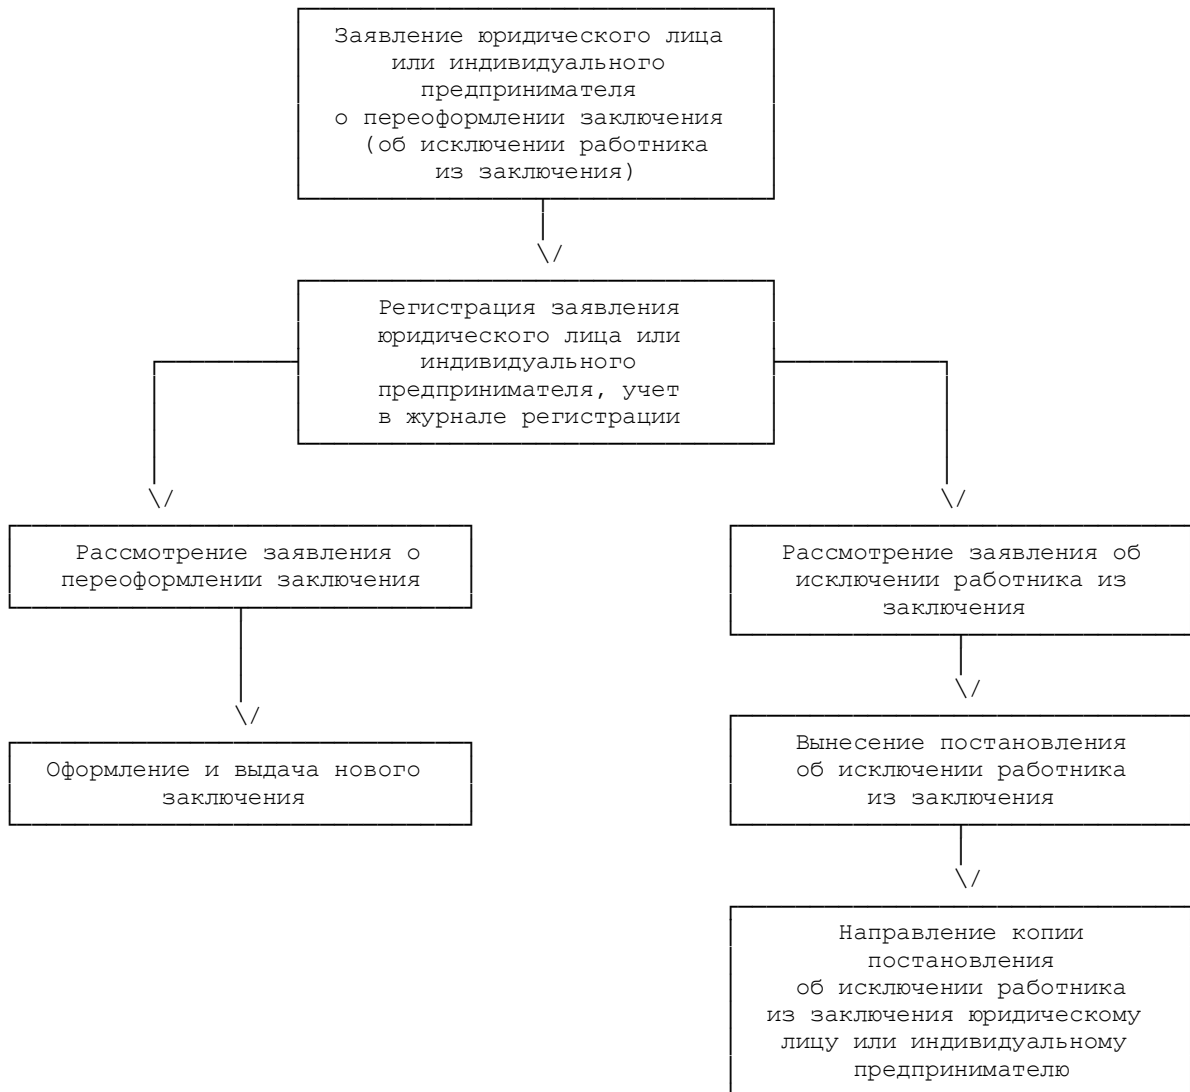 Заявление юридического лица
или индивидуального
предпринимателя
о переоформлении заключения
(об исключении работника
из заключения)
Регистрация заявления
юридического лица или
индивидуального
предпринимателя, учет
в журнале регистрации
Рассмотрение заявления о
переоформлении заключения
Оформление и выдача нового
заключения
Рассмотрение заявления об
исключении работника из
заключения
Вынесение постановления
об исключении работника
из заключения
Направление копии
постановления
об исключении работника
из заключения юридическому
лицу или индивидуальному
предпринимателю